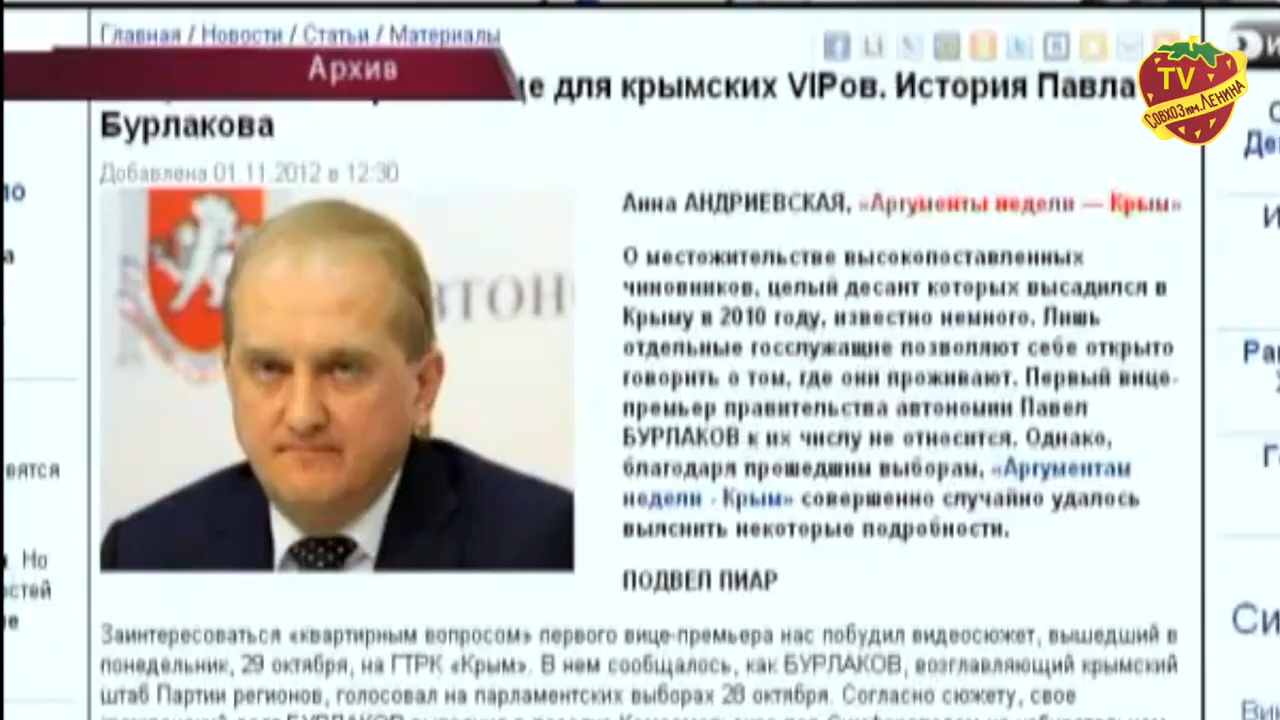 Главная / Новости / Статьи / Материалы
Архив
для крымских VIPов. История Павла
Бурлакова
Добавлена 01.11.2012 в 12:30
TV
СОВХОЗ им. ЛЕНИНА
Анна АНДРИЕВСКАЯ, «Аргументы недели — Крым»
О местожительстве высокопоставленных
чиновников, целый десант которых высадился в
Крыму в 2010 году, известно немного. Лишь
отдельные госслужащие позволяют себе открыто
говорить о том, где они проживают. Первый вице-
премьер правительства автономии Павел
БУРЛАКОВ к их числу не относится. Однако,
благодаря прошедшим выборам, «Аргументам
недели - Крым» совершенно случайно удалось
выяснить некоторые подробности.
ПОДВЕЛ ПИАР
Заинтересоваться «квартирным вопросом» первого вице-премьера нас побудил видеосюжет, вышедший в
понедельник, 29 октября, на ГТРК «Крым». В нем сообщалось, как БУРЛАКОВ, возглавляющий крымский
штаб Партии регионов, голосовал на парламентских выборах 28 октября. Согласно сюжету, свое
Но